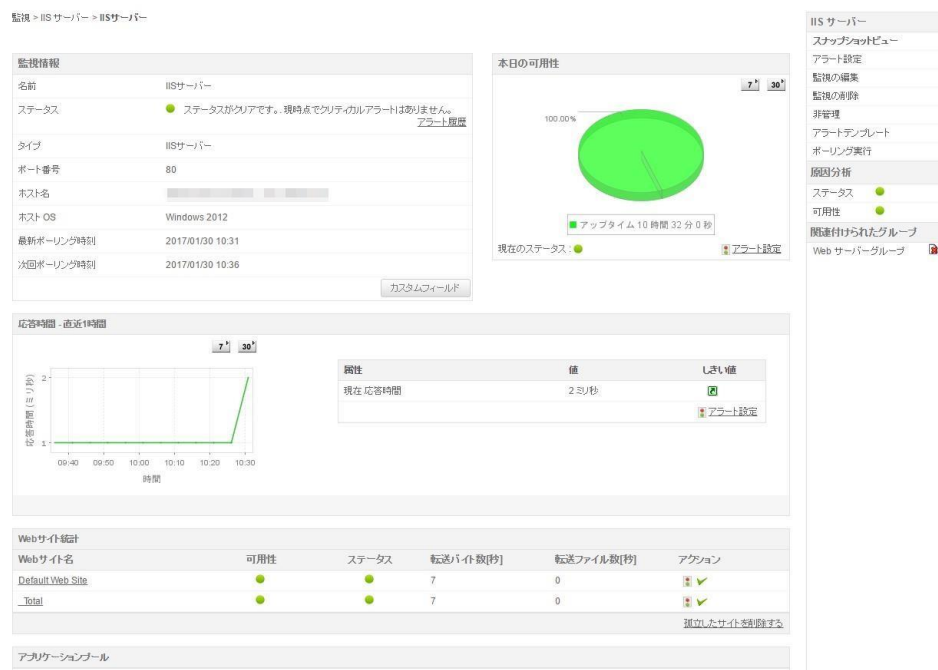 監視 > IIS サーバー > IISサーバー
監視情報
名前 IISサーバー
ステータス ステータスがクリアです。. 現時点でクリティカルアラートはありません。
アラート履歴
タイプ IISサーバー
ポート番号 80
ホスト名
ホスト OS Windows 2012
最新ポーリング時刻 2017/01/30 10:31
次回ポーリング時刻 2017/01/30 10:36
カスタムフィールド
本日の可用性
7 30
100.00%
アップタイム 10 時間 32 分 0 秒
現在のステータス : アラート設定
IIS サーバー
スナップショットビュー
アラート設定
監視の編集
監視の削除
非管理
アラートテンプレート
ポーリング実行
原因分析
ステータス
可用性
関連付けられたグループ
Web サーバーグループ
応答時間 - 直近1時間
7 30
応答時間 (ミリ秒)
2
1
09:40 09:50 10:00 10:10 10:20 10:30
時間
属性 値 しきい値
現在 応答時間 2 ミリ秒
アラート設定
Webサイト統計
Webサイト名 可用性 ステータス 転送バイト数[秒] 転送ファイル数[秒] アクション
Default Web Site 7 0
_Total 7 0
孤立したサイトを削除する
アプリケーションプール